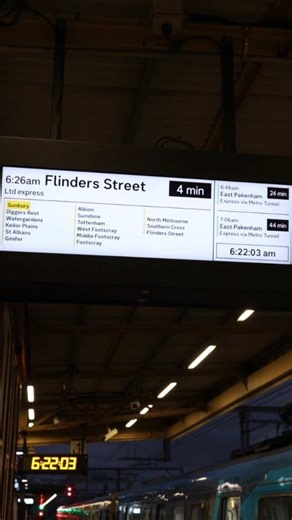 6:26am Flinders Street
Ltd express
4 min
Sunbury
Diggers Rest
Watergardens
Keilor Plains
St Albans
Ginifer
Albion
Sunshine
Tottenham
West Footscray
Middle Footscray
Footscray
North Melbourne
Southern Cross
Flinders Street
6:46am
East Pakenham
Express via Metro Tunnel
24 min
7:06am
East Pakenham
Express via Metro Tunnel
44 min
6:22:03 am
6:22:03